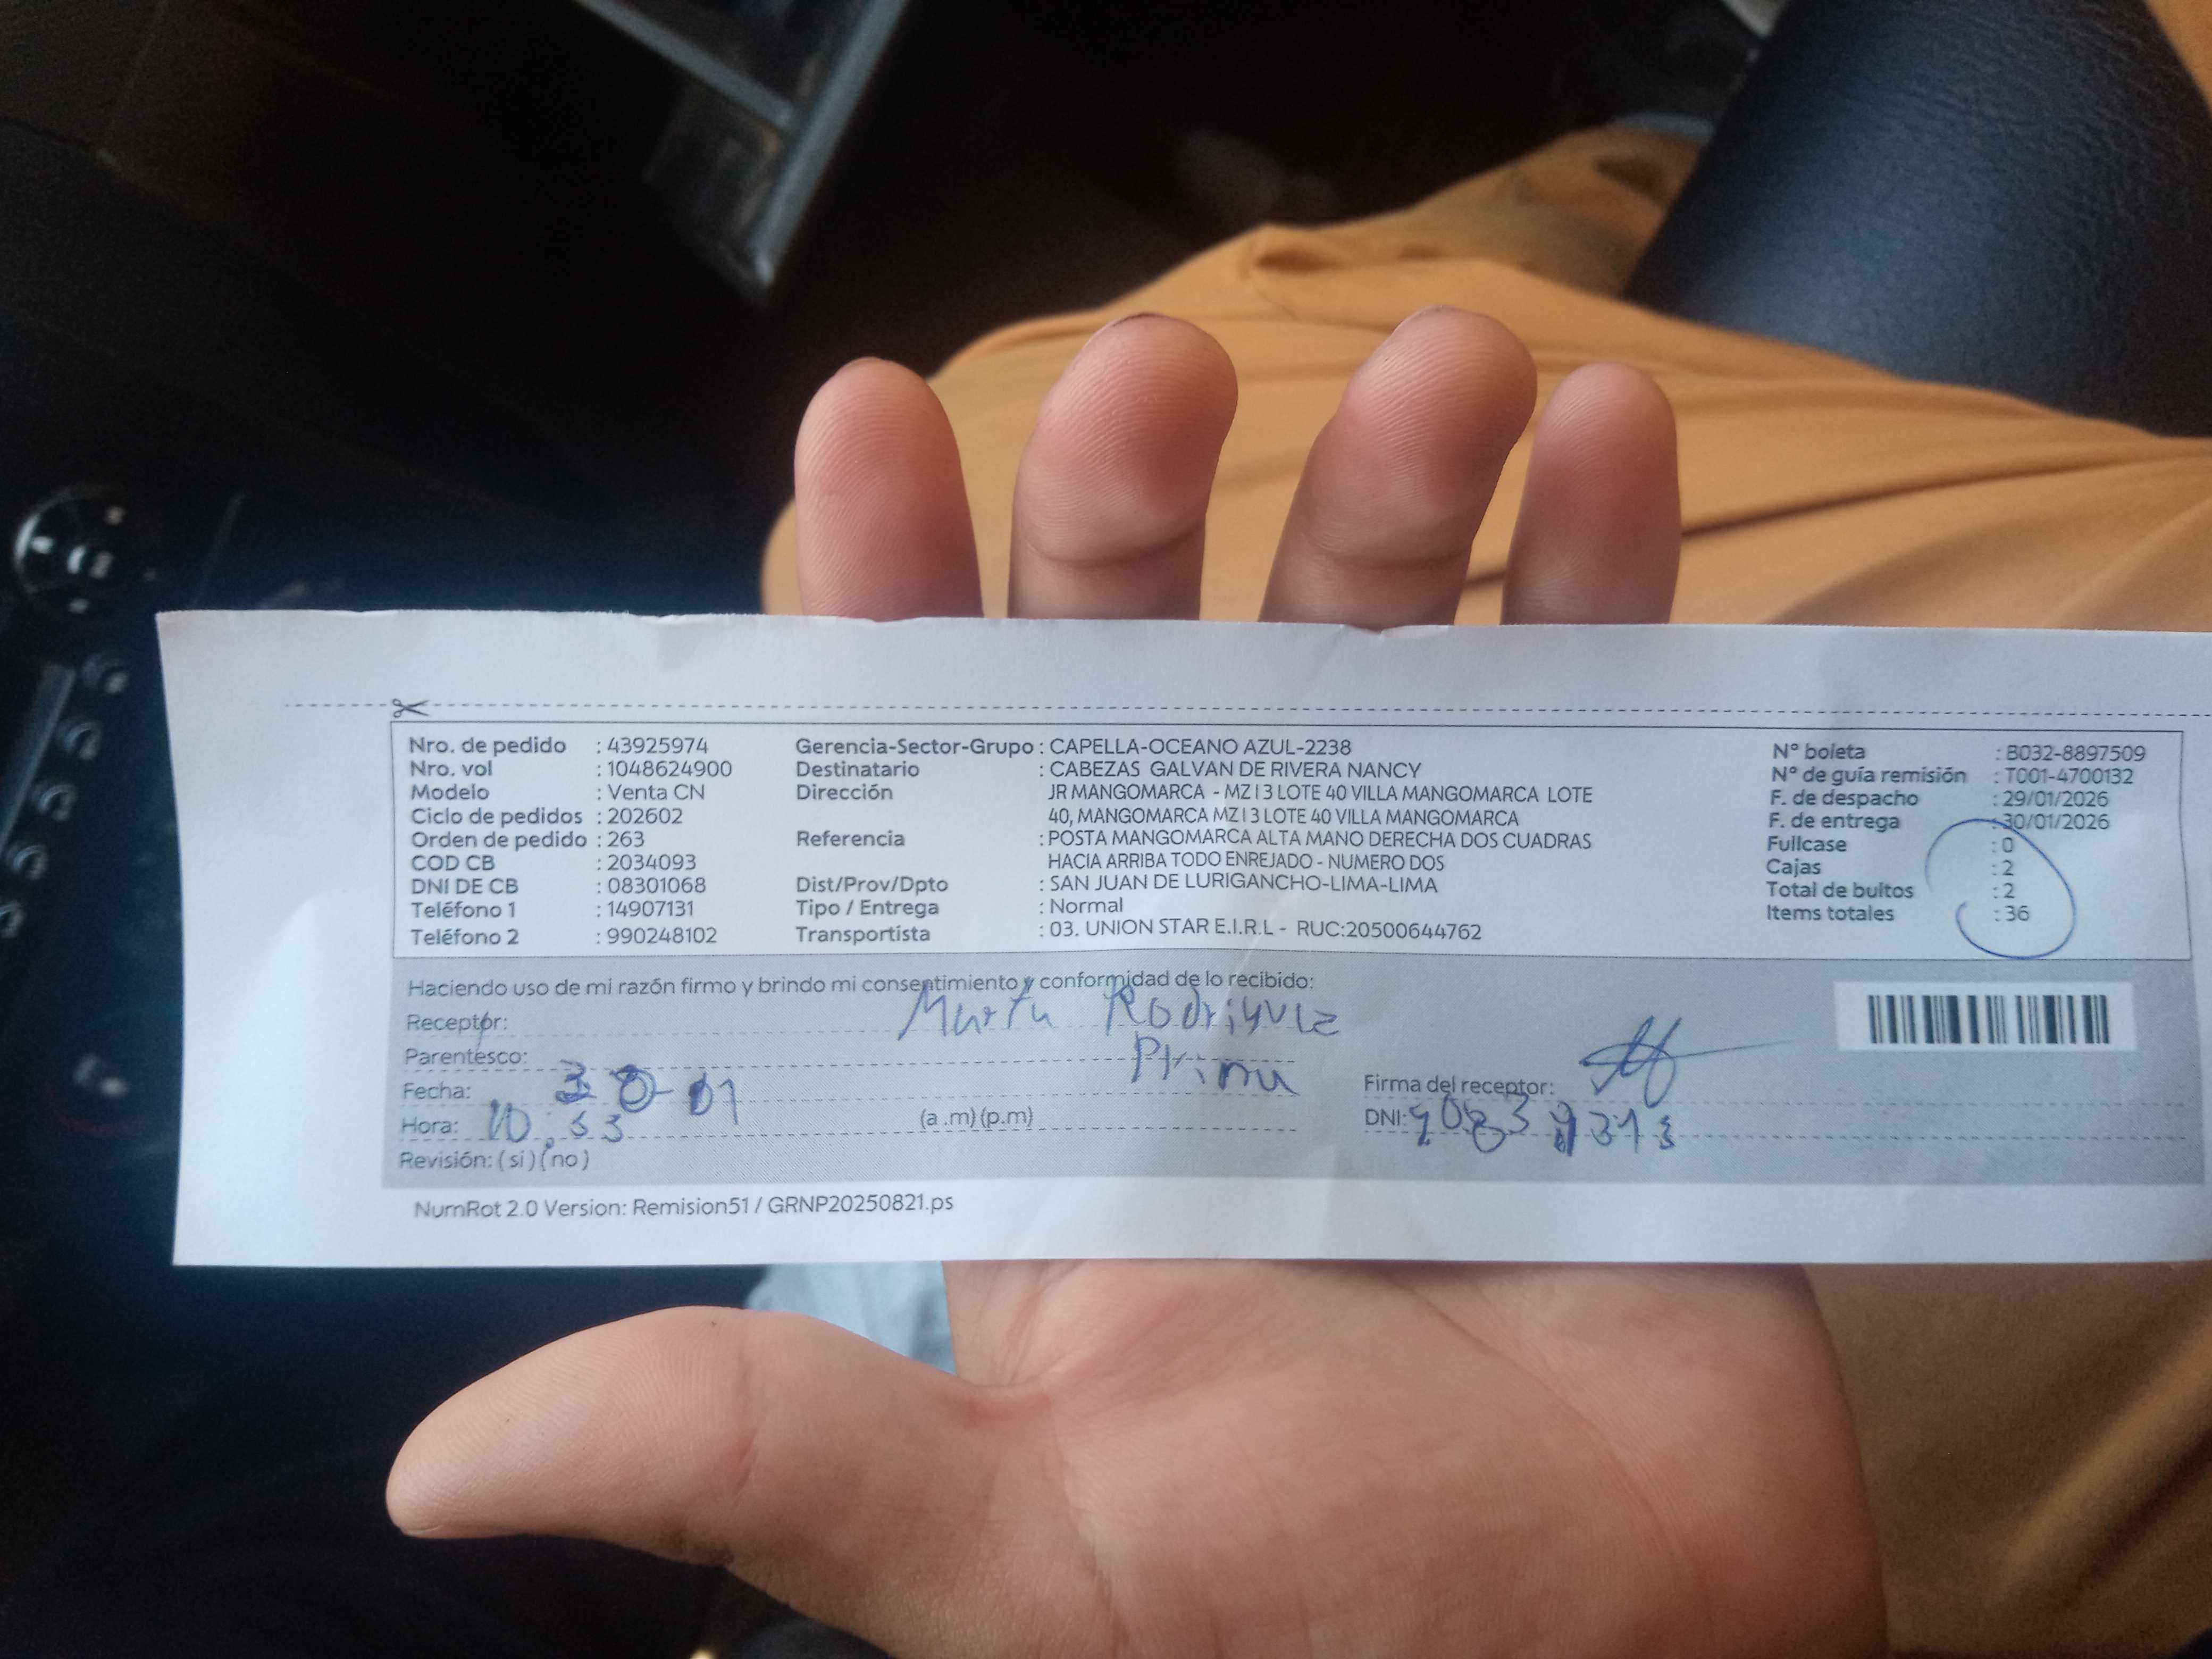 Nro. de pedido : 43925974
Nro. vol : 1048624900
Modelo : Venta CN
Ciclo de pedidos : 202602
Orden de pedido : 263
COD CB : 2034093
DNI DE CB : 08301068
Teléfono 1 : 14907131
Teléfono 2 : 990248102
Gerencia-Sector-Grupo : CAPELLA-OCEANO AZUL-2238
Destinatario : CABEZAS GALVAN DE RIVERA NANCY
Dirección JR MANGOMARCA - MZ I 3 LOTE 40 VILLA MANGOMARCA LOTE
40, MANGOMARCA MZ I 3 LOTE 40 VILLA MANGOMARCA
Referencia : POSTA MANGOMARCA ALTA MANO DERECHA DOS CUADRAS
HACIA ARRIBA TODO ENREJADO - NUMERO DOS
Dist/Prov/Dpto : SAN JUAN DE LURIGANCHO-LIMA-LIMA
Tipo / Entrega : Normal
Transportista : 03. UNION STAR E.I.R.L - RUC:20500644762
N° boleta : B032-8897509
N° de guía remisión : T001-4700132
F. de despacho : 29/01/2026
F. de entrega : 30/01/2026
Fullcase : 0
Cajas : 2
Total de bultos : 2
Items totales : 36
Haciendo uso de mi razón firmo y brindo mi consentimiento y conformidad de lo recibido:
Receptor: Marta Rodriguez
Parentesco: Prima
Fecha: 30-01
Hora: 10.53 (a .m) (p.m)
Revisión: ( si ) ( no )
Firma del receptor:
DNI:
NumRot 2.0 Version: Remision51 / GRNP20250821.ps